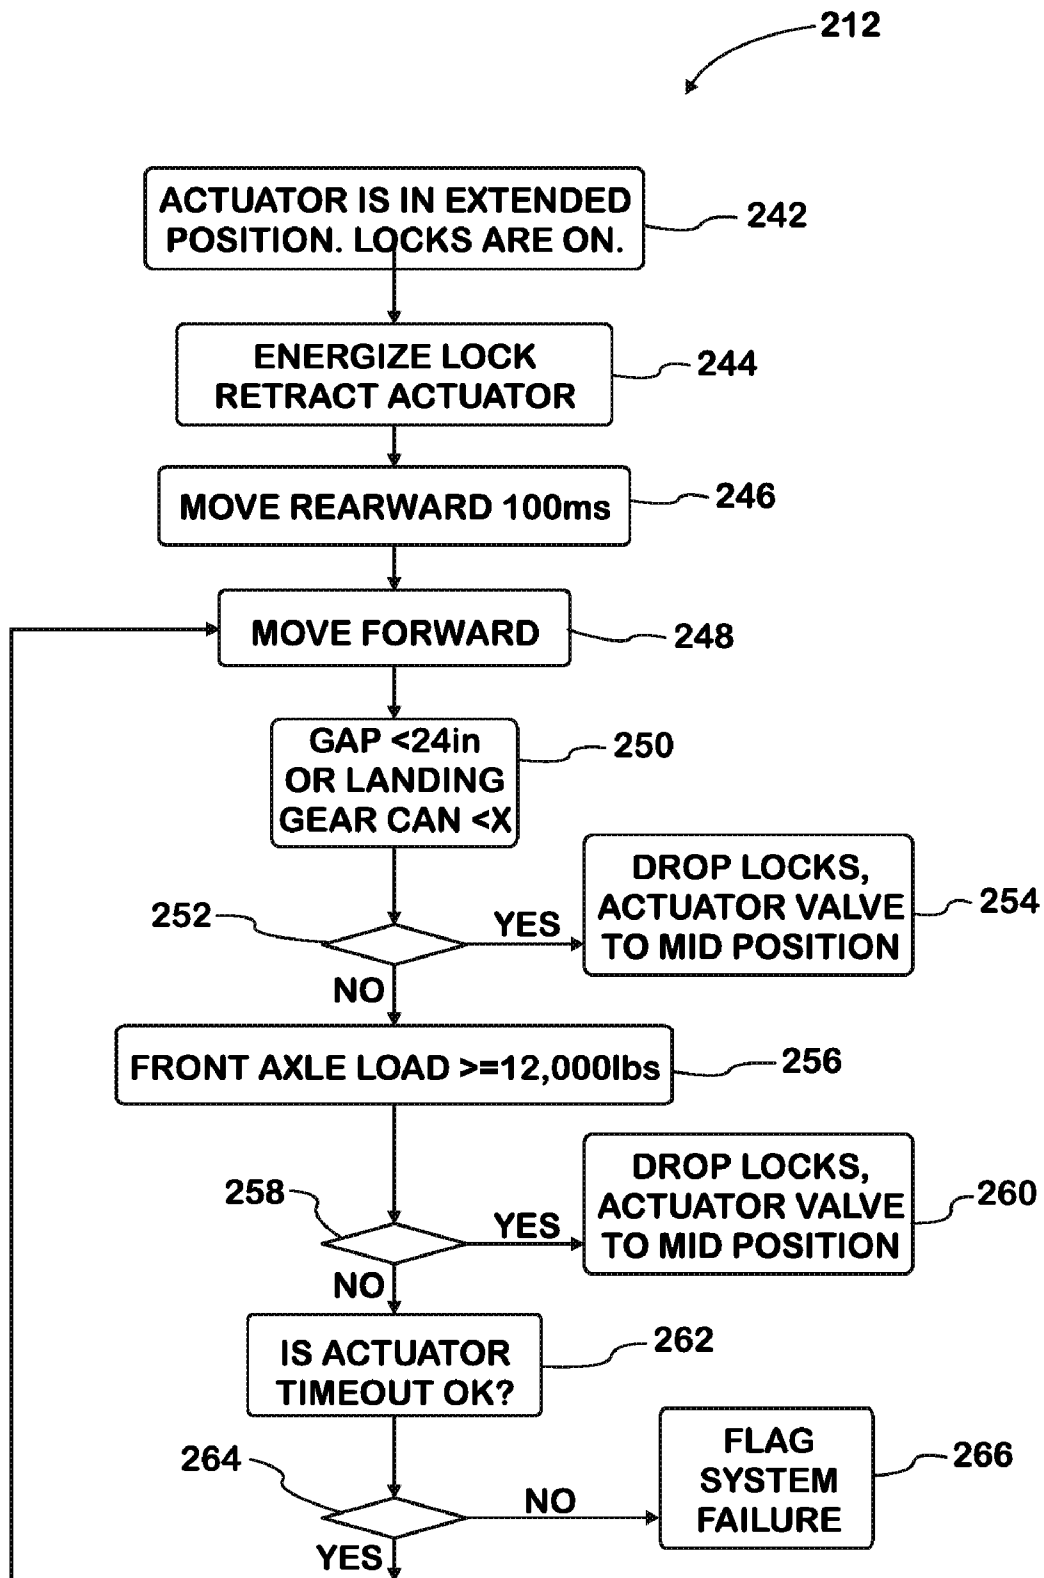 212
ACTUATOR IS IN EXTENDED
POSITION. LOCKS ARE ON.
242
ENERGIZE LOCK
RETRACT ACTUATOR
244
MOVE REARWARD 100ms
246
MOVE FORWARD
248
GAP <24in
OR LANDING
GEAR CAN <X
250
252
YES
DROP LOCKS,
ACTUATOR VALVE
TO MID POSITION
254
NO
FRONT AXLE LOAD >=12,000lbs
256
258
YES
DROP LOCKS,
ACTUATOR VALVE
TO MID POSITION
260
NO
IS ACTUATOR
TIMEOUT OK?
262
264
NO
FLAG
SYSTEM
FAILURE
266
YES